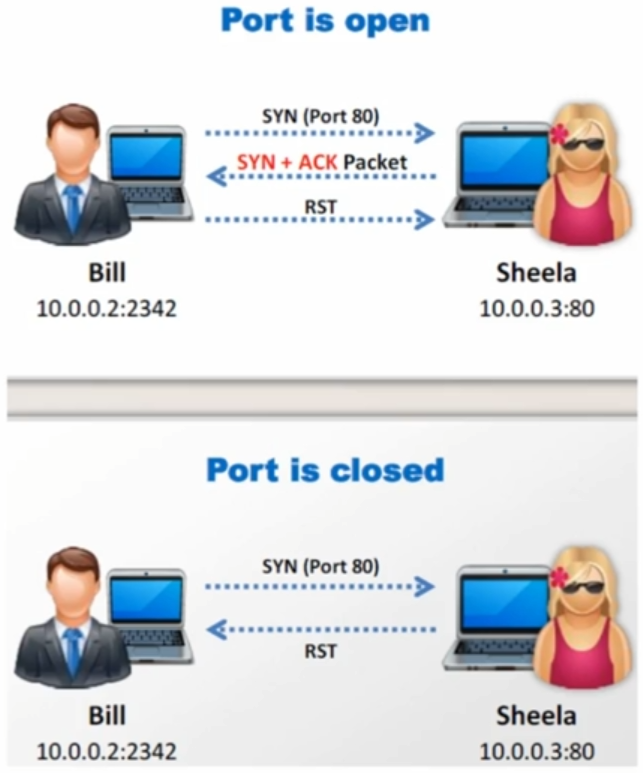 Port is open
SYN (Port 80)
SYN + ACK Packet
RST
Bill
10.0.0.2:2342
Sheela
10.0.0.3:80
Port is closed
SYN (Port 80)
RST
Bill
10.0.0.2:2342
Sheela
10.0.0.3:80